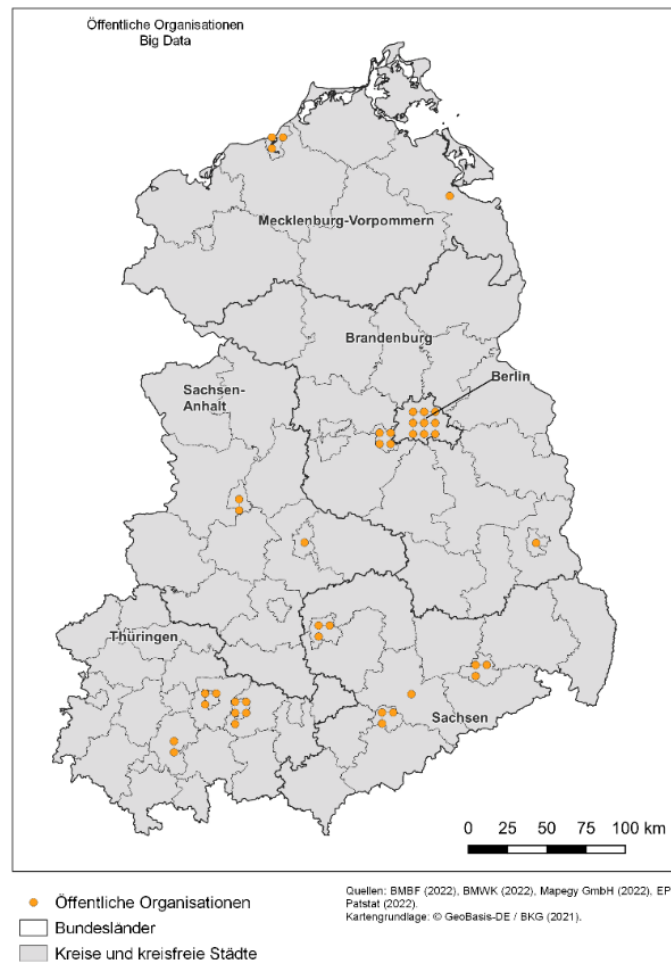 Öffentliche Organisationen
Big Data
Mecklenburg-Vorpommern
Brandenburg
Berlin
Sachsen-
Anhalt
Thüringen
Sachsen
0 25 50 75 100 km
Öffentliche Organisationen
Bundesländer
Kreise und kreisfreie Städte
Quellen: BMBF (2022), BMWK (2022), Mapegy GmbH (2022), EP
Patstat (2022).
Kartengrundlage: © GeoBasis-DE / BKG (2021).